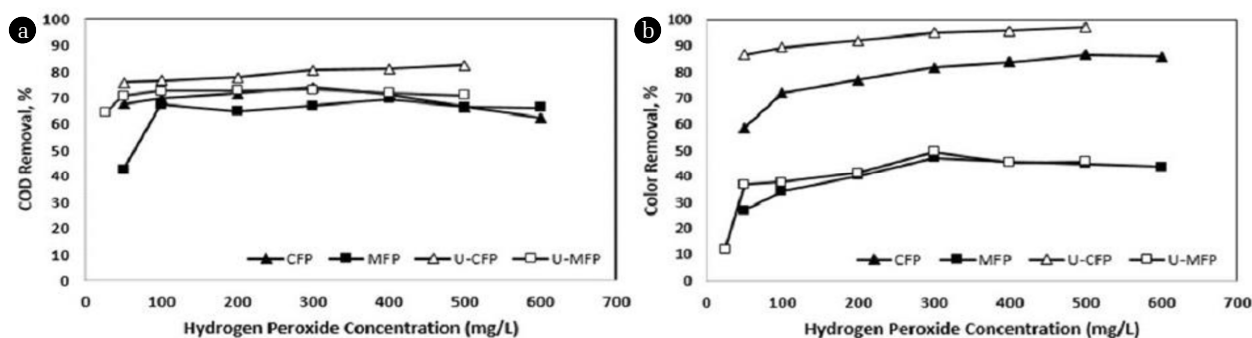 a
100
90
80
70
60
50
40
30
20
10
0
COD Removal, %
CFP MFP U-CFP U-MFP
0 100 200 300 400 500 600 700
Hydrogen Peroxide Concentration (mg/L)
b
100
90
80
70
60
50
40
30
20
10
0
Color Removal, %
CFP MFP U-CFP U-MFP
0 100 200 300 400 500 600 700
Hydrogen Peroxide Concentration (mg/L)